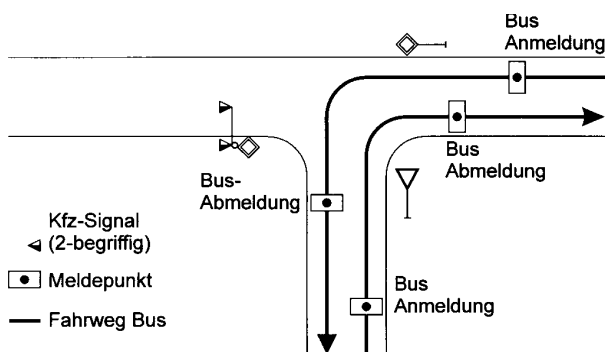 Bus
Anmeldung
Bus
Abmeldung
Bus-
Abmeldung
Bus
Anmeldung
Kfz-Signal
(2-begriffig)
Meldepunkt
Fahrweg Bus